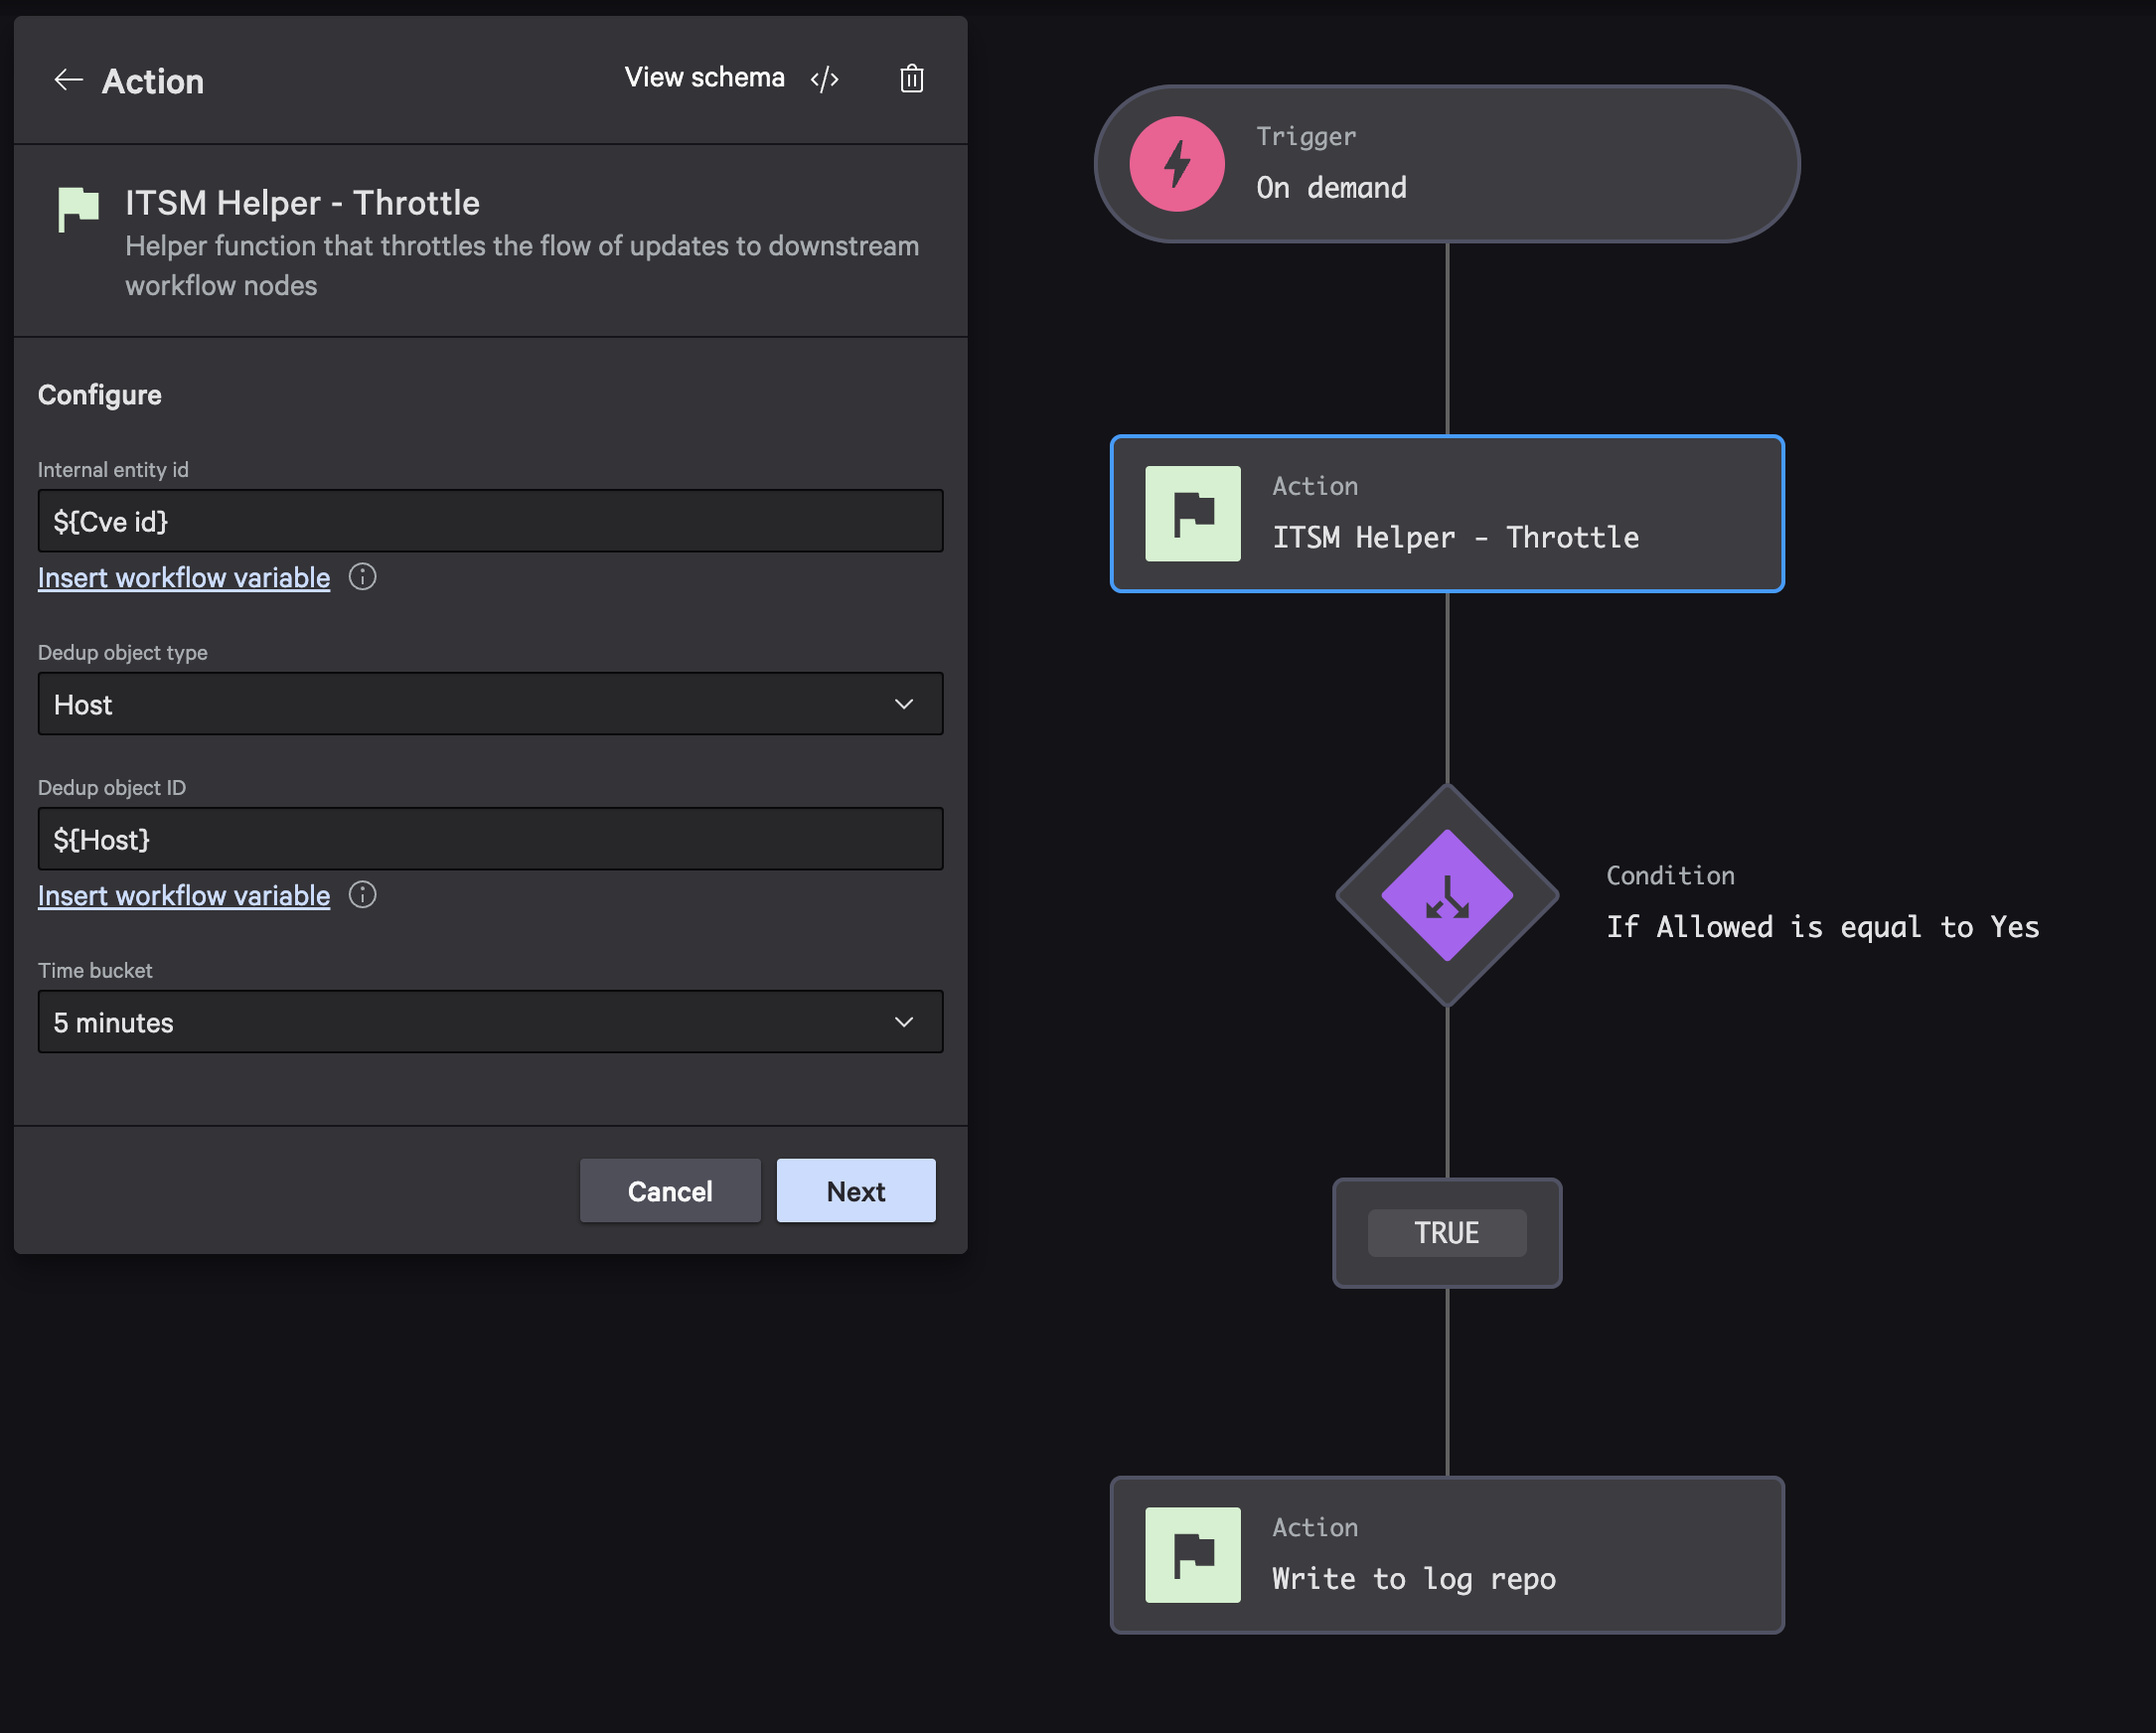 Action
View schema </>
ITSM Helper - Throttle
Helper function that throttles the flow of updates to downstream
workflow nodes
Configure
Internal entity id
${Cve id}
Insert workflow variable
Dedup object type
Host
Dedup object ID
${Host}
Insert workflow variable
Time bucket
5 minutes
Cancel
Next
Trigger
On demand
Action
ITSM Helper - Throttle
Condition
If Allowed is equal to Yes
TRUE
Action
Write to log repo